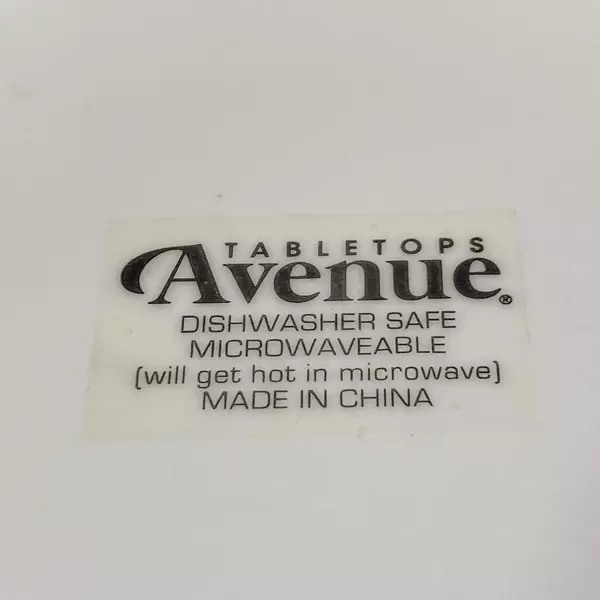 TABLETOPS
Avenue®
DISHWASHER SAFE
MICROWAVEABLE
(will get hot in microwave)
MADE IN CHINA